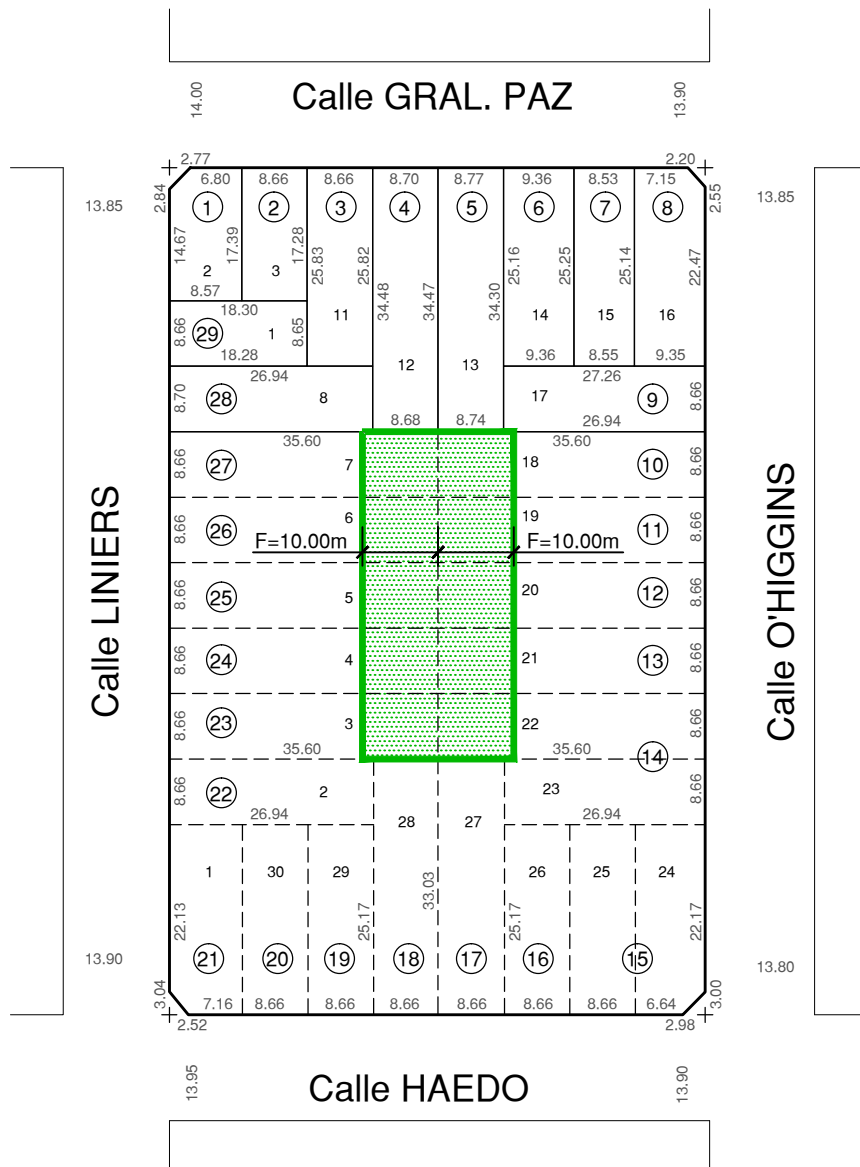 14.00
Calle GRAL. PAZ
13.90
2.77
2.20
6.80 8.66 8.66 8.70 8.77 9.36 8.53 7.15
13.85
2.84
2.55
13.85
1 2 3 4 5 6 7 8
14.67 17.39 17.28 25.83 25.82 34.48 34.47 34.30 25.16 25.25 25.14 22.47
2 3
8.57
18.30
8.66 29 1 8.65 11 14 15 16
18.28
9.36 8.55 9.35
12 13
26.94
27.26
8.70 28 8 17 9 8.66
26.94
8.68 8.74
35.60
35.60
8.66 27 7 18 10 8.66
8.66 26 6 19 11 8.66
F=10.00m
F=10.00m
Calle LINIERS
Calle O'HIGGINS
8.66 25 5 20 12 8.66
8.66 24 4 21 13 8.66
8.66 23 3 22 8.66
35.60
35.60
14
8.66 22 2 23 8.66
26.94
26.94
28 27
1 30 29 26 25 24
22.13 25.17 33.03 25.17 22.17
13.90
21 20 19 18 17 16 15
13.80
3.04
3.00
7.16 8.66 8.66 8.66 8.66 8.66 8.66 6.64
2.52
2.98
13.95
Calle HAEDO
13.90